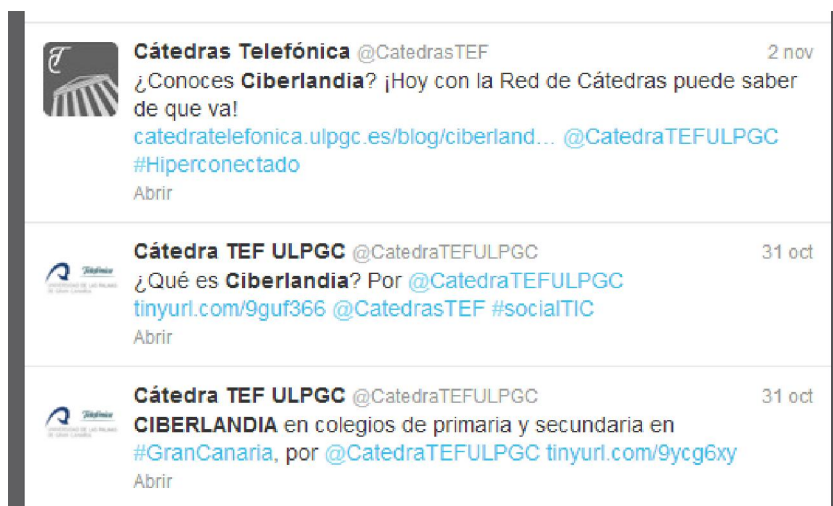 Cátedras Telefónica @CatedrasTEF 2 nov
¿Conoces Ciberlandia? ¡Hoy con la Red de Cátedras puede saber
de que va!
catedratelefonica.ulpgc.es/blog/ciberland… @CatedraTEFULPGC
#Hiperconectado
Abrir
Cátedra TEF ULPGC @CatedraTEFULPGC 31 oct
¿Qué es Ciberlandia? Por @CatedraTEFULPGC
tinyurl.com/9guf366 @CatedrasTEF #socialTIC
Abrir
Telefónica
Cátedra TEF ULPGC @CatedraTEFULPGC 31 oct
CIBERLANDIA en colegios de primaria y secundaria en
#GranCanaria, por @CatedraTEFULPGC tinyurl.com/9ycg6xy
Abrir
Telefónica